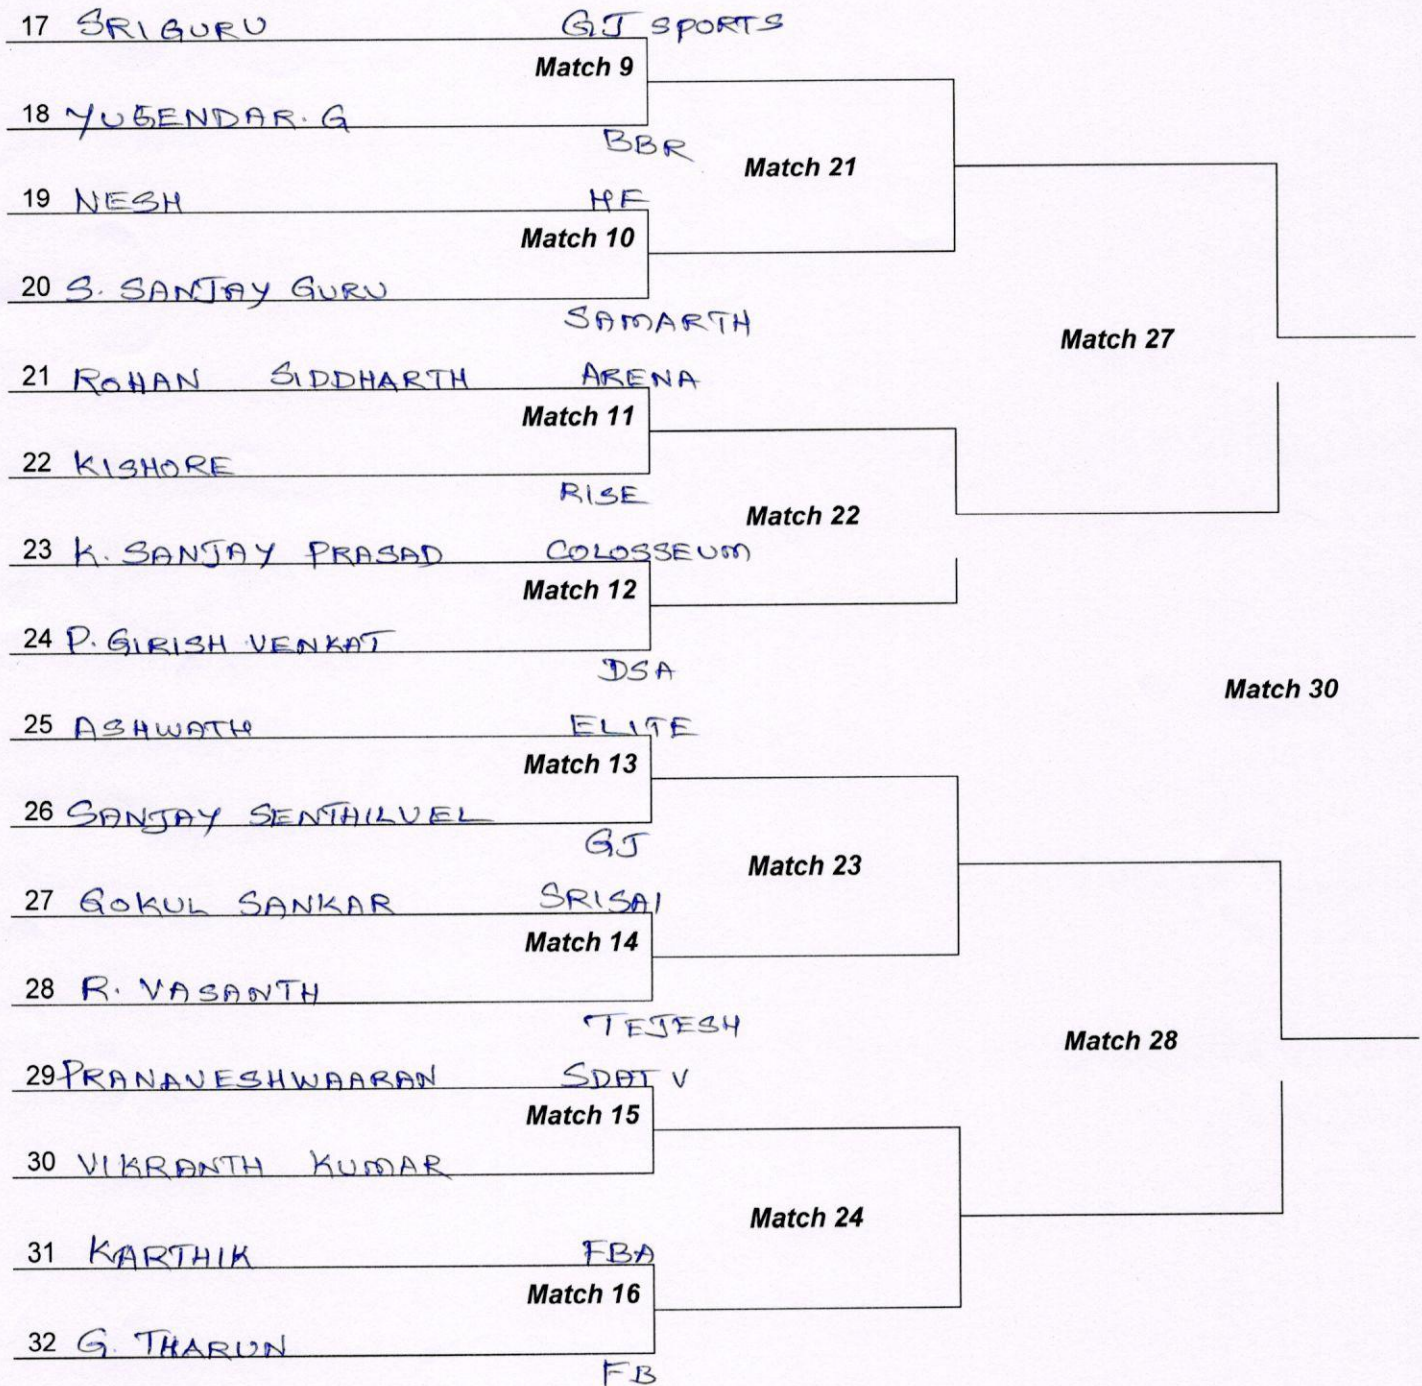 17 SRI GURU GJ SPORTS
Match 9
18 YUGENDAR. G
BBR
Match 21
19 NESH HF
Match 10
20 S. SANJAY GURU
SAMARTH
Match 27
21 ROHAN SIDDHARTH ARENA
Match 11
22 KISHORE
RISE
Match 22
23 K. SANJAY PRASAD COLOSSEUM
Match 12
24 P. GIRISH VENKAT
DSA
Match 30
25 ASHWATH ELITE
Match 13
26 SANJAY SENTHILVEL
GJ
Match 23
27 GOKUL SANKAR SRISAI
Match 14
28 R. VASANTH
TEJESH
Match 28
29 PRANAVESHWAARAN SDAT V
Match 15
30 VIKRANTH KUMAR
Match 24
31 KARTHIK FBA
Match 16
32 G. THARUN
FB